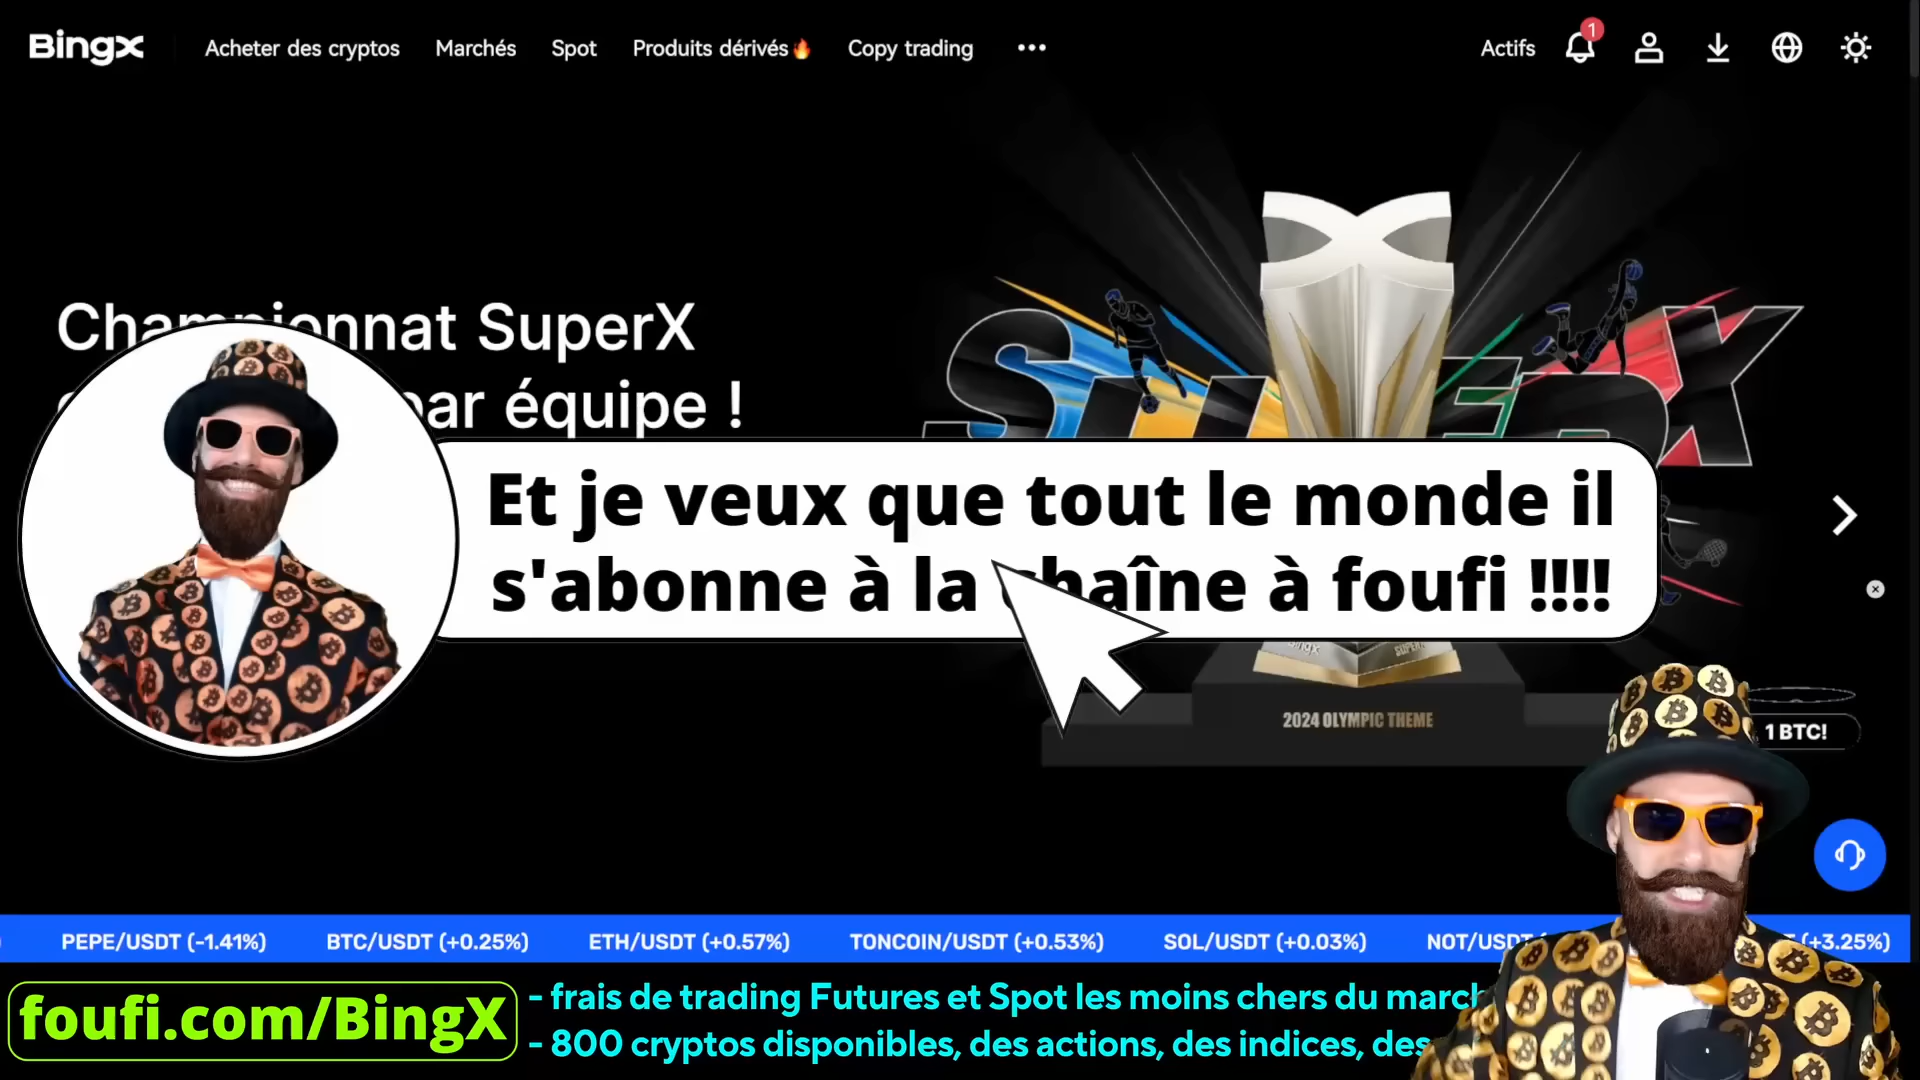 BingX
Acheter des cryptos
Marchés
Spot
Produits dérivés
Copy trading
Actifs
1
Championnat SuperX
par équipe !
SUPERX
Et je veux que tout le monde il
s'abonne à la chaîne à foufi !!!!
BingX
2024 OLYMPIC THEME
1 BTC!
PEPE/USDT (-1.41%)
BTC/USDT (+0.25%)
ETH/USDT (+0.57%)
TONCOIN/USDT (+0.53%)
SOL/USDT (+0.03%)
NOT/USDT
(+3.25%)
foufi.com/BingX
- frais de trading Futures et Spot les moins chers du march
- 800 cryptos disponibles, des actions, des indices, des